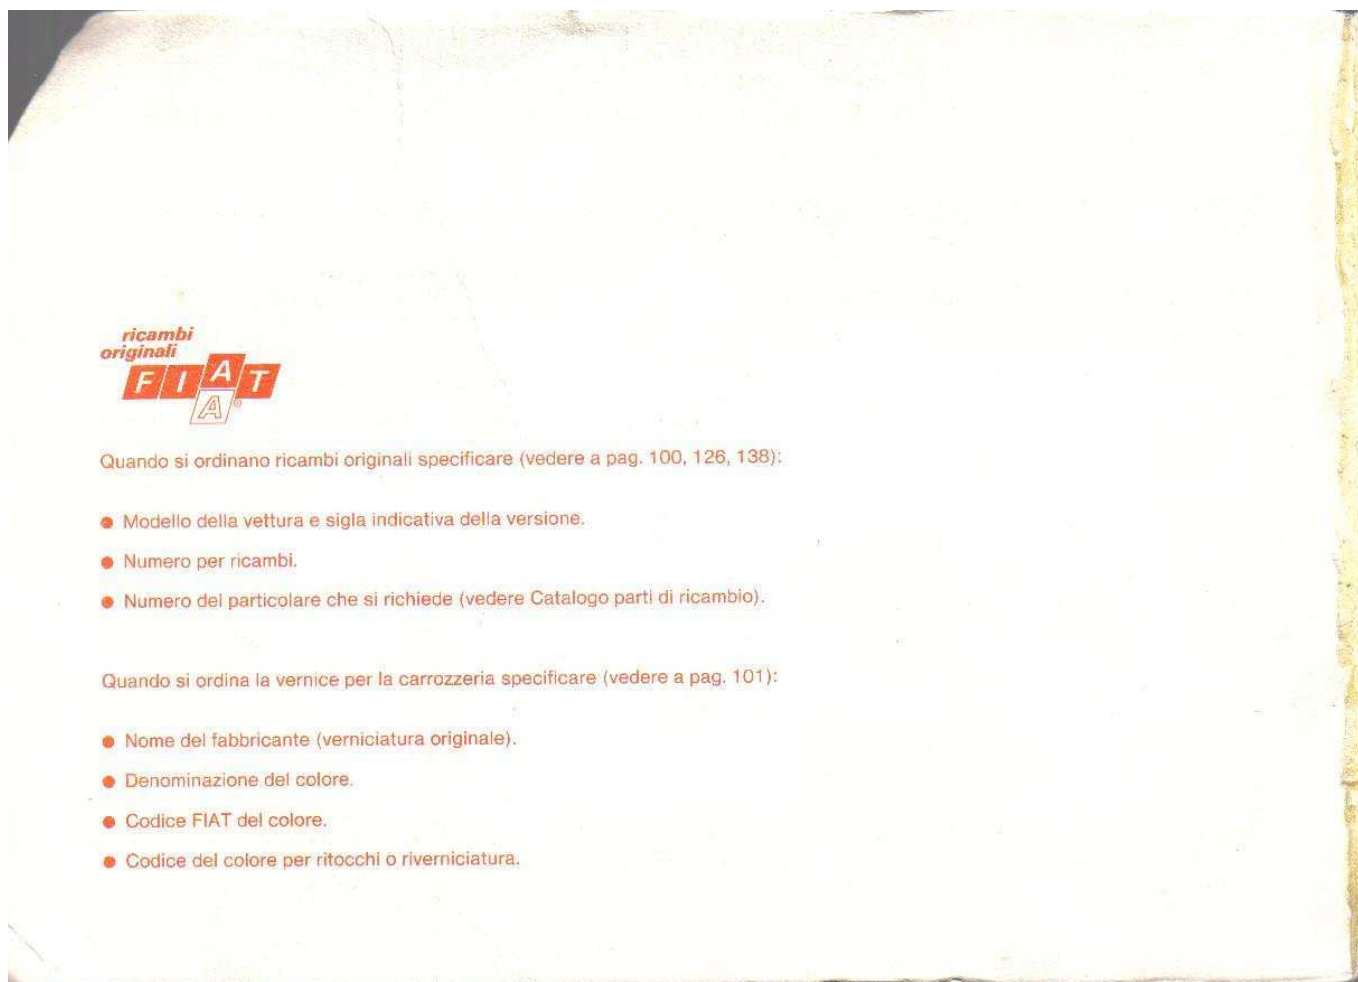 ricambi
originali
FIAT
A®
Quando si ordinano ricambi originali specificare (vedere a pag. 100, 126, 138):
● Modello della vettura e sigla indicativa della versione.
● Numero per ricambi.
● Numero del particolare che si richiede (vedere Catalogo parti di ricambio).
Quando si ordina la vernice per la carrozzeria specificare (vedere a pag. 101):
● Nome del fabbricante (verniciatura originale).
● Denominazione del colore.
● Codice FIAT del colore.
● Codice del colore per ritocchi o riverniciatura.